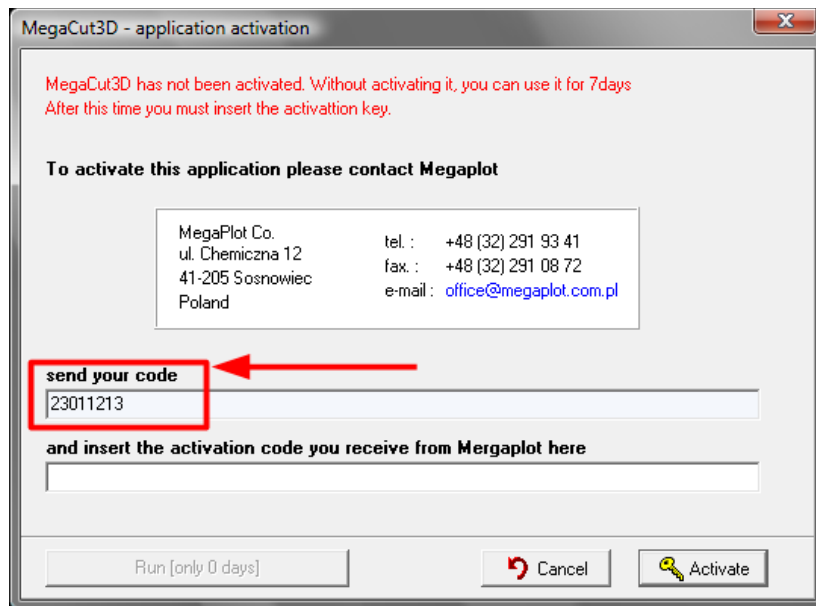 MegaCut3D - application activation
MegaCut3D has not been activated. Without activating it, you can use it for 7days
After this time you must insert the activattion key.
To activate this application please contact Megaplot
MegaPlot Co.
ul. Chemiczna 12
41-205 Sosnowiec
Poland
tel. : +48 (32) 291 93 41
fax. : +48 (32) 291 08 72
e-mail : office@megaplot.com.pl
send your code
23011213
and insert the activation code you receive from Mergaplot here
Run [only 0 days]
Cancel
Activate